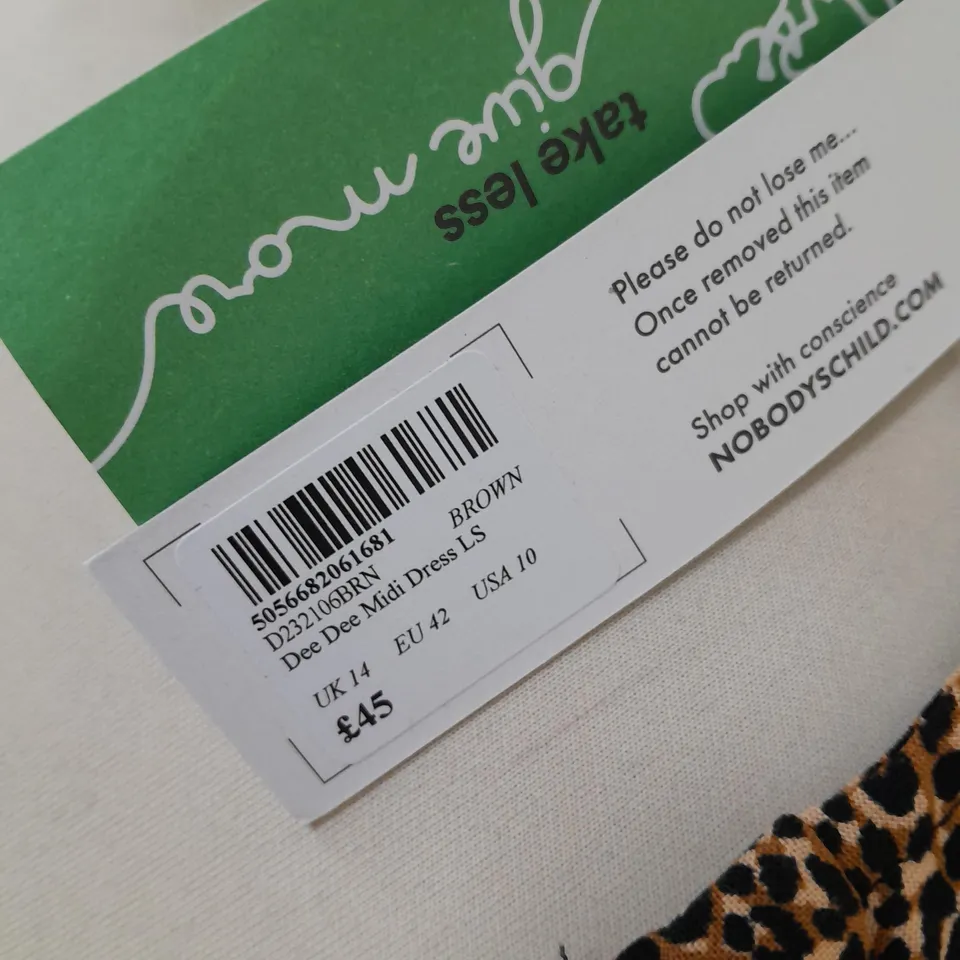 take less
give more
Please do not lose me...
Once removed this item
cannot be returned.
Shop with conscience
NOBODYSCHILD.COM
5056682061681
D232106BRN BROWN
Dee Dee Midi Dress LS
UK 14 EU 42 USA 10
£45